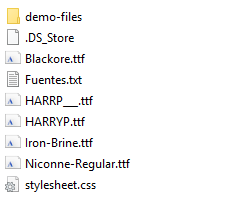 demo-files
.DS_Store
Blackore.ttf
Fuentes.txt
HARRP___.ttf
HARRYP.ttf
Iron-Brine.ttf
Niconne-Regular.ttf
stylesheet.css